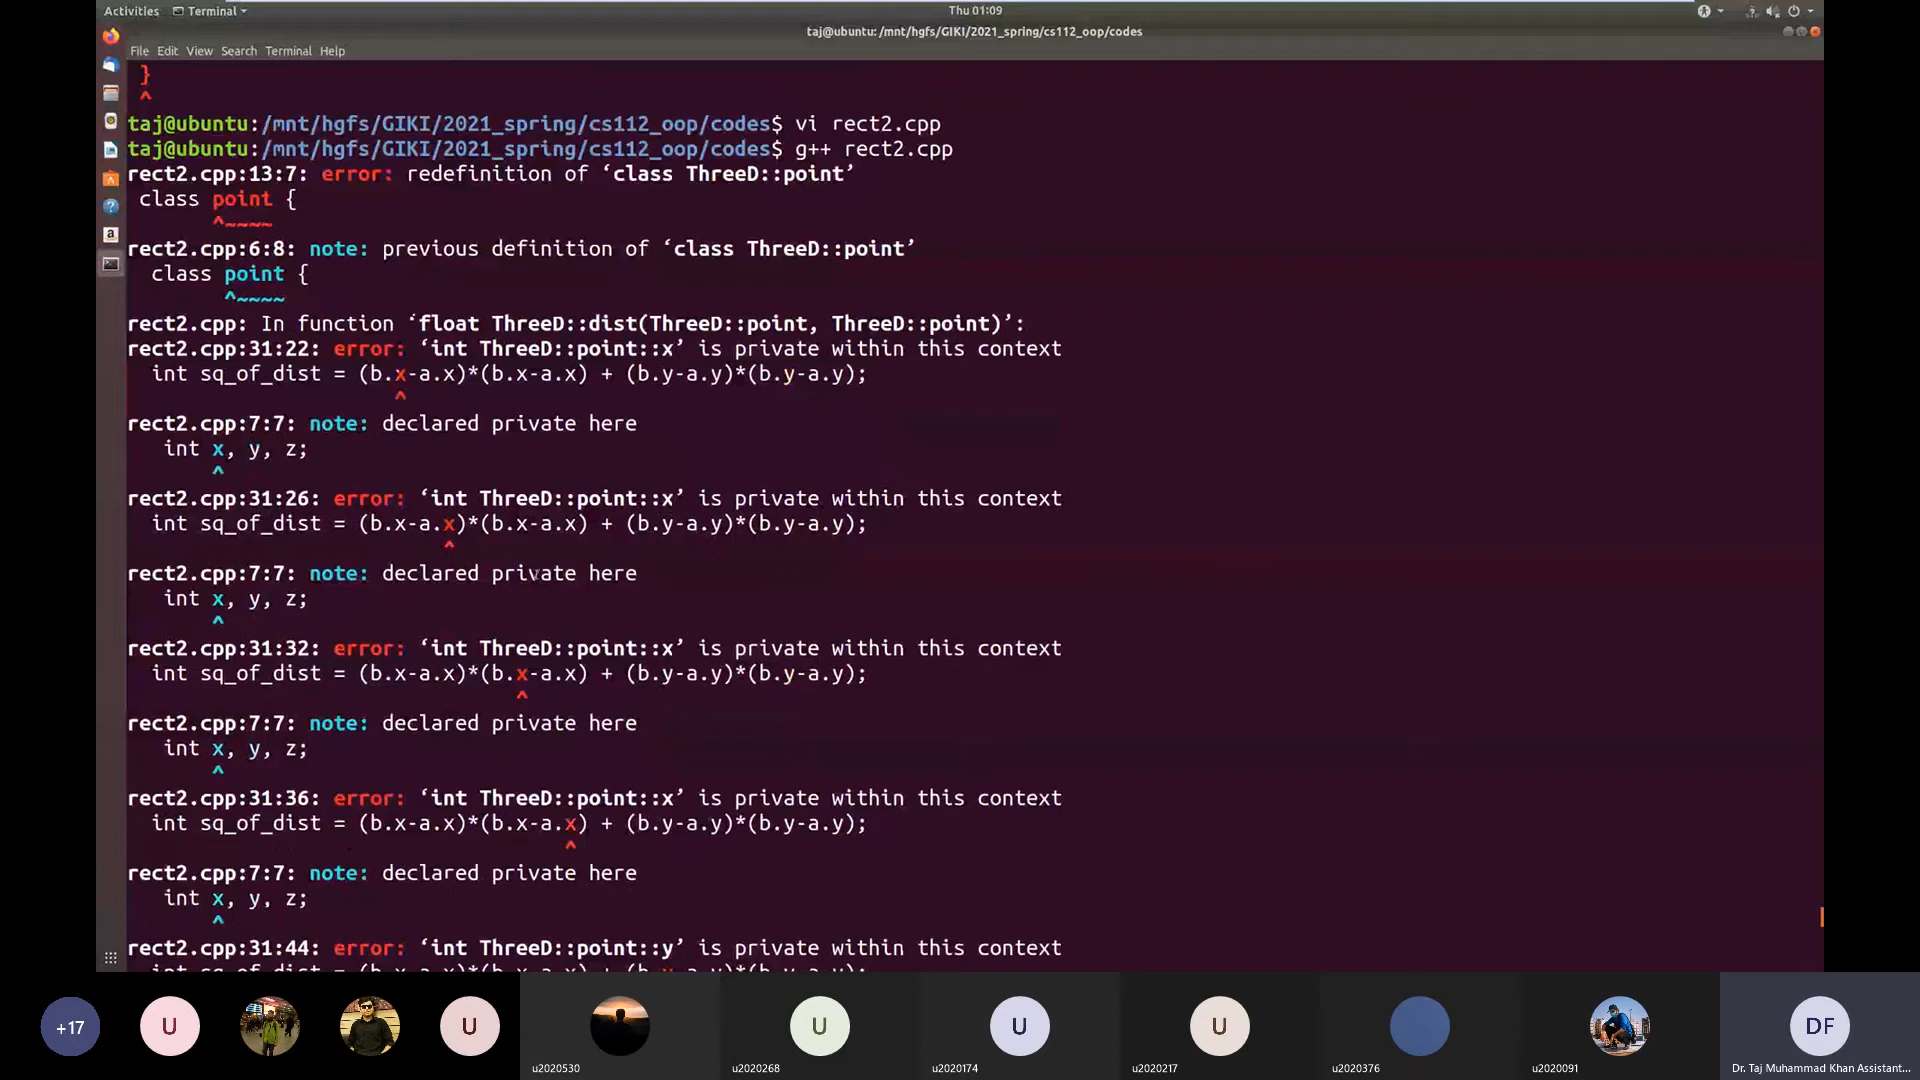 Activities Terminal Thu 01:09
taj@ubuntu: /mnt/hgfs/GIKI/2021_spring/cs112_oop/codes
File Edit View Search Terminal Help
}
^
taj@ubuntu:/mnt/hgfs/GIKI/2021_spring/cs112_oop/codes$ vi rect2.cpp
taj@ubuntu:/mnt/hgfs/GIKI/2021_spring/cs112_oop/codes$ g++ rect2.cpp
rect2.cpp:13:7: error: redefinition of ‘class ThreeD::point’
class point {
^~~~~
rect2.cpp:6:8: note: previous definition of ‘class ThreeD::point’
class point {
^~~~~
rect2.cpp: In function ‘float ThreeD::dist(ThreeD::point, ThreeD::point)’:
rect2.cpp:31:22: error: ‘int ThreeD::point::x’ is private within this context
int sq_of_dist = (b.x-a.x)*(b.x-a.x) + (b.y-a.y)*(b.y-a.y);
^
rect2.cpp:7:7: note: declared private here
int x, y, z;
^
rect2.cpp:31:26: error: ‘int ThreeD::point::x’ is private within this context
int sq_of_dist = (b.x-a.x)*(b.x-a.x) + (b.y-a.y)*(b.y-a.y);
^
rect2.cpp:7:7: note: declared private here
int x, y, z;
^
rect2.cpp:31:32: error: ‘int ThreeD::point::x’ is private within this context
int sq_of_dist = (b.x-a.x)*(b.x-a.x) + (b.y-a.y)*(b.y-a.y);
^
rect2.cpp:7:7: note: declared private here
int x, y, z;
^
rect2.cpp:31:36: error: ‘int ThreeD::point::x’ is private within this context
int sq_of_dist = (b.x-a.x)*(b.x-a.x) + (b.y-a.y)*(b.y-a.y);
^
rect2.cpp:7:7: note: declared private here
int x, y, z;
^
rect2.cpp:31:44: error: ‘int ThreeD::point::y’ is private within this context
+17 U U U U U DF
u2020530 u2020268 u2020174 u2020217 u2020376 u2020091 Dr. Taj Muhammad Khan Assistant...